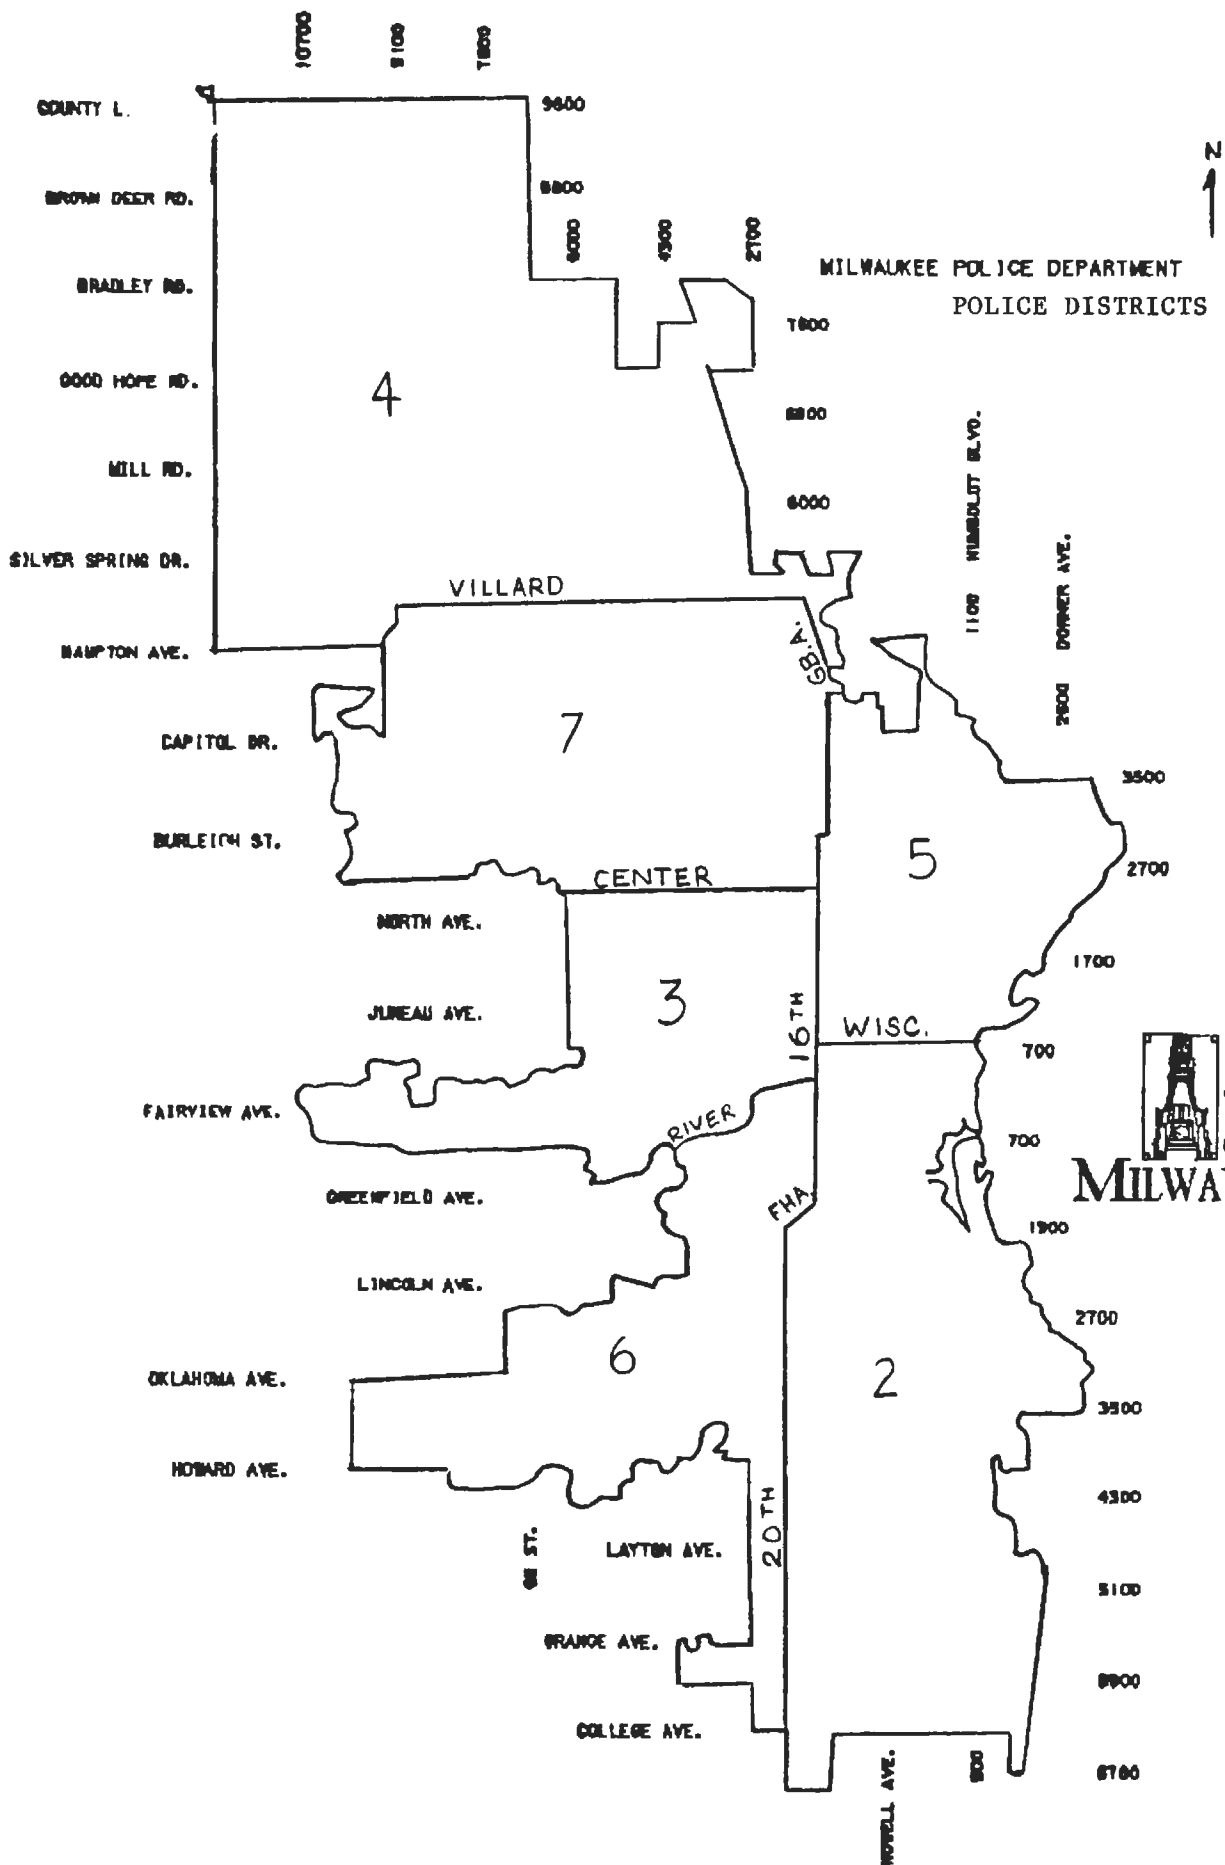 10700
9100
7600
COUNTY L.
9600
BROWN DEER RD.
8800
6000
4300
2700
N
MILWAUKEE POLICE DEPARTMENT
POLICE DISTRICTS
BRADLEY RD.
7600
GOOD HOPE RD.
4
6800
MILL RD.
6000
1100 HUMBOLDT BLVD.
SILVER SPRING DR.
VILLARD
HAMPTON AVE.
GB.A.
2600 DOWNER AVE.
CAPITOL DR.
7
3500
BURLEIGH ST.
5
CENTER
2700
NORTH AVE.
1700
JUNEAU AVE.
3
16TH
WISC.
700
FAIRVIEW AVE.
RIVER
700
MILWA
GREENFIELD AVE.
FHA
1900
LINCOLN AVE.
2700
OKLAHOMA AVE.
6
2
3500
HOWARD AVE.
4300
20TH
LAYTON AVE.
5100
GRANGE AVE.
5900
COLLEGE AVE.
HOWELL AVE.
6700